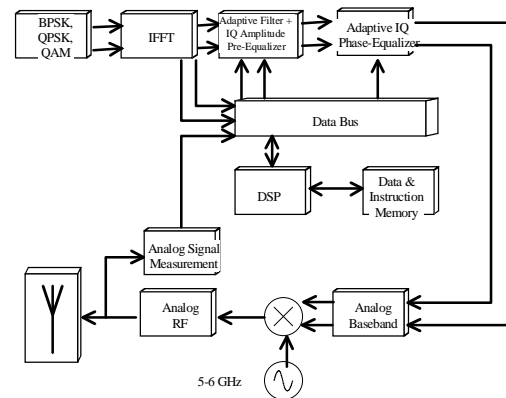 BPSK,
QPSK,
QAM
IFFT
Adaptive Filter +
IQ Amplitude
Pre-Equalizer
Adaptive IQ
Phase-Equalizer
Data Bus
DSP
Data &
Instruction
Memory
Analog Signal
Measurement
Analog
RF
Analog
Baseband
5-6 GHz